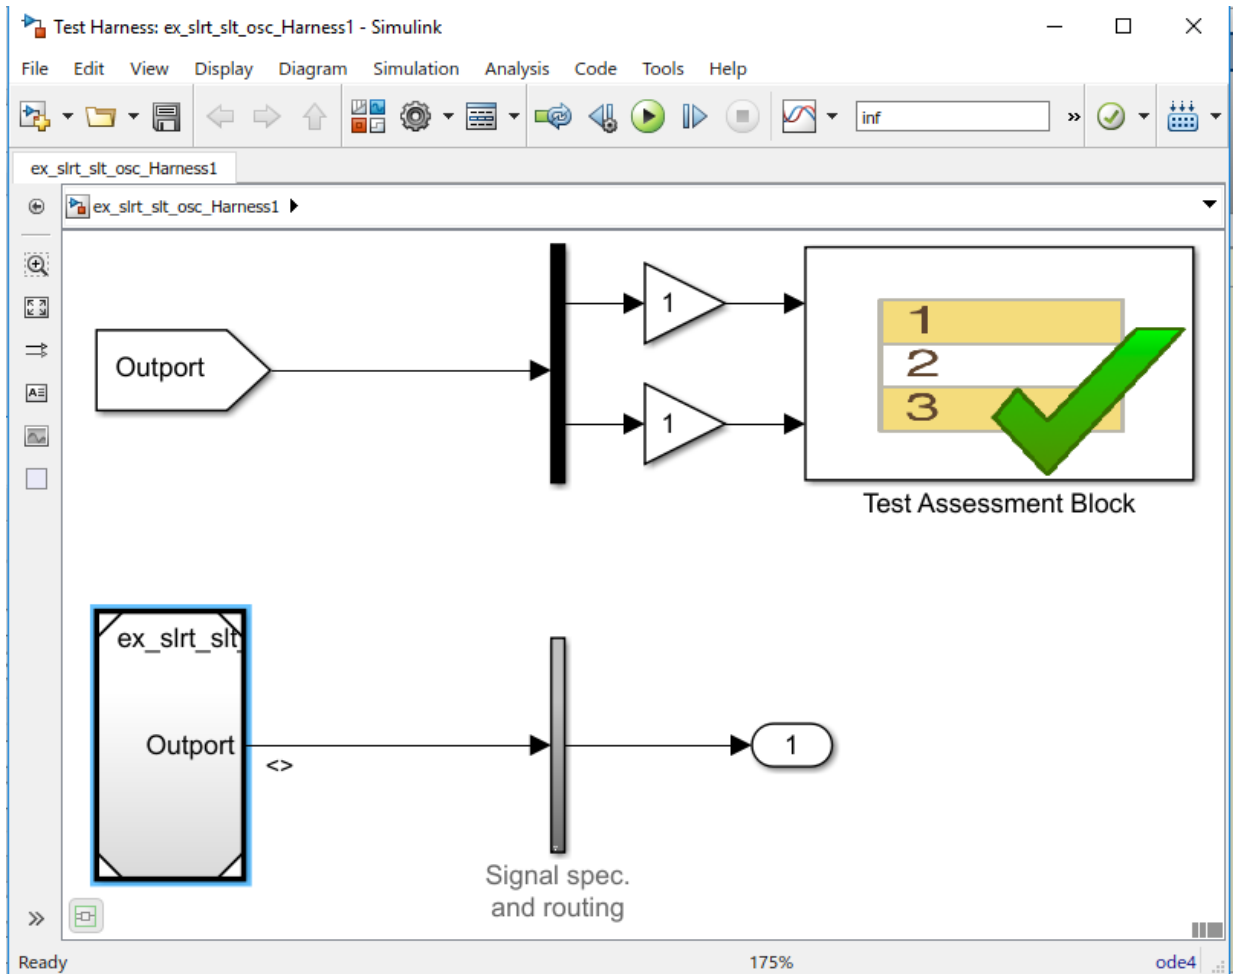 Test Harness: ex_slrt_slt_osc_Harness1 - Simulink
File Edit View Display Diagram Simulation Analysis Code Tools Help
inf
»
ex_slrt_slt_osc_Harness1
ex_slrt_slt_osc_Harness1
Outport
1
1
1
2
3
Test Assessment Block
ex_slrt_slt_
Outport
<>
1
Signal spec.
and routing
»
Ready 175% ode4